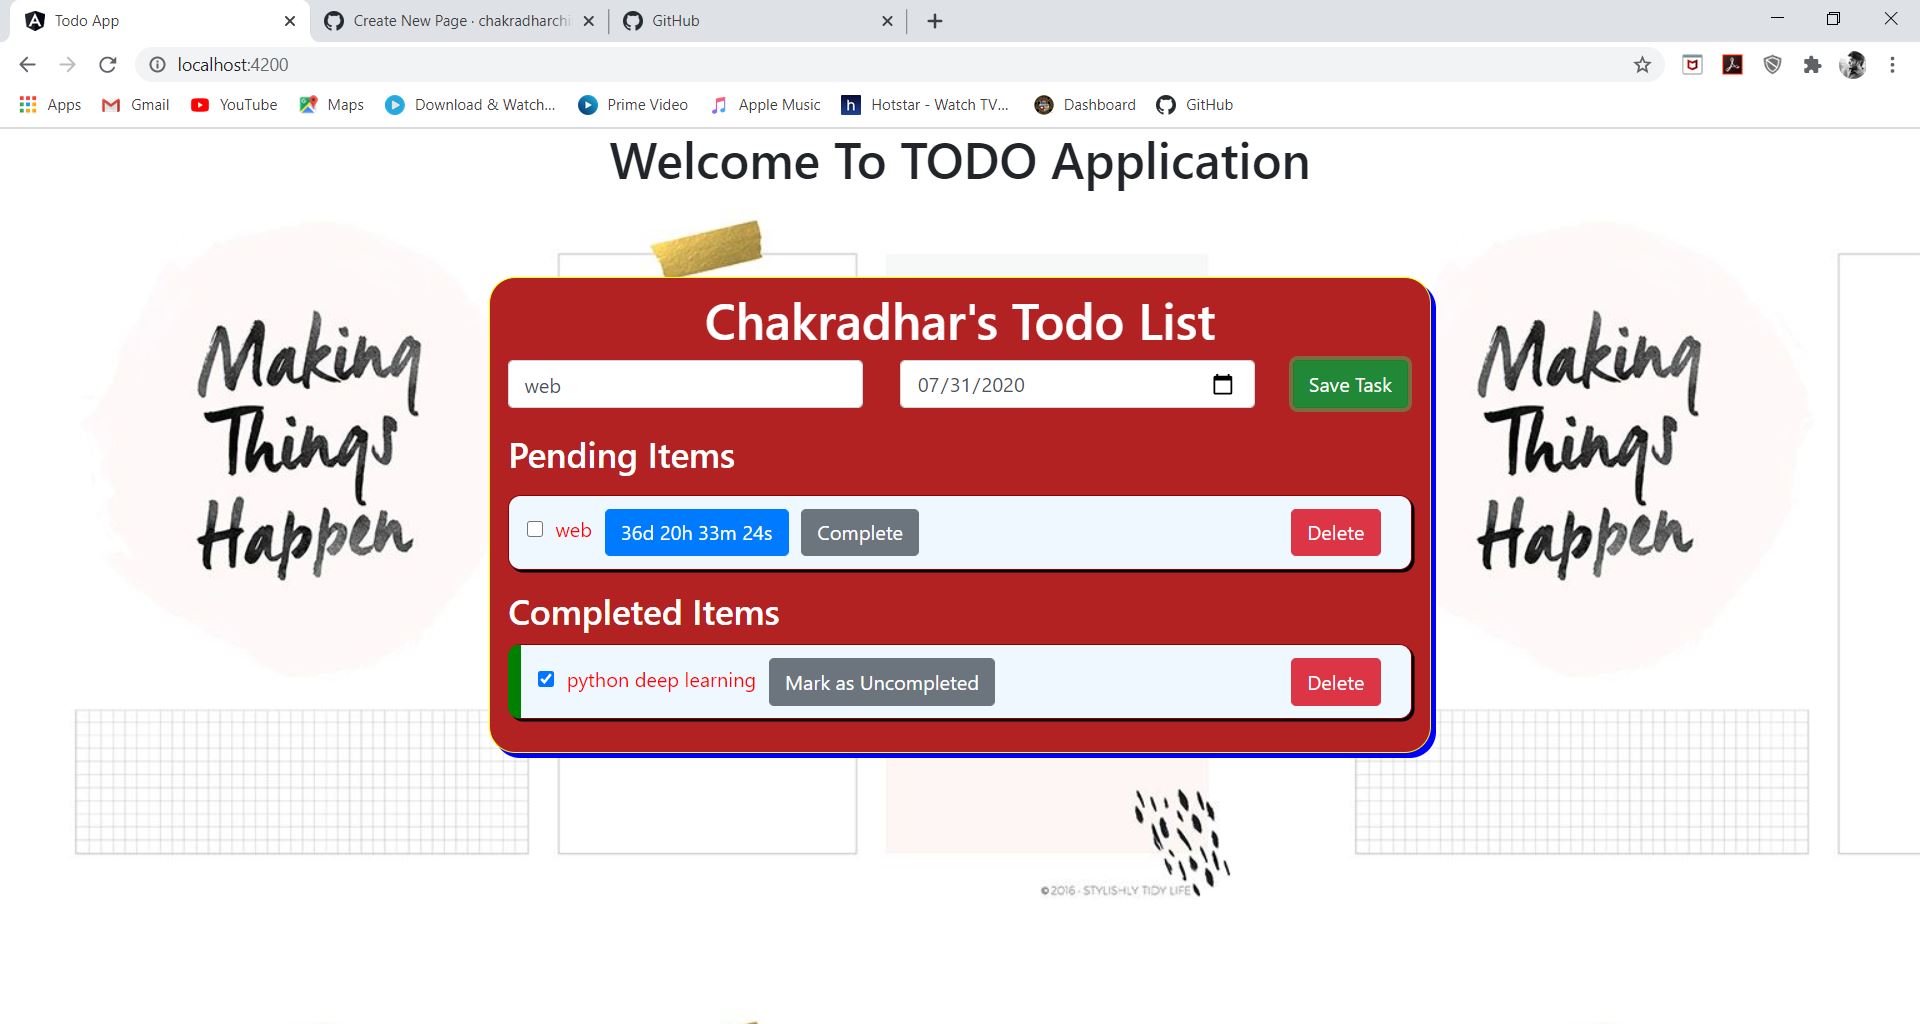 Todo App
Create New Page · chakradharchi
GitHub
localhost:4200
Apps
Gmail
YouTube
Maps
Download & Watch...
Prime Video
Apple Music
h
Hotstar - Watch TV...
Dashboard
GitHub
Welcome To TODO Application
Making
Things
Happen
Chakradhar's Todo List
web
07/31/2020
Save Task
Pending Items
web
36d 20h 33m 24s
Complete
Delete
Completed Items
python deep learning
Mark as Uncompleted
Delete
Making
Things
Happen
©2016 · STYLISHLY TIDY LIFE